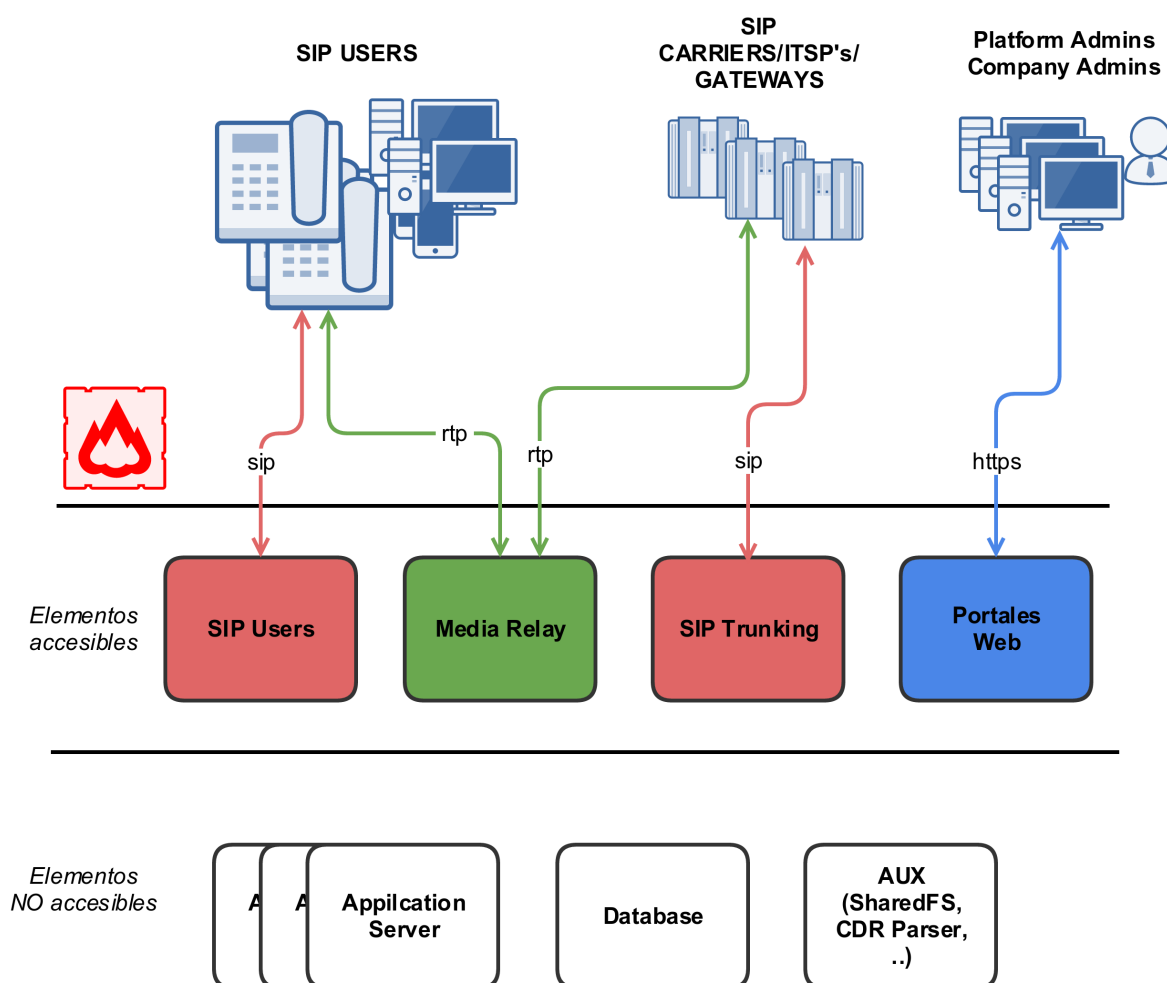 SIP USERS
SIP
CARRIERS/ITSP's/
GATEWAYS
Platform Admins
Company Admins
rtp
rtp
sip
sip
https
Elementos
accesibles
SIP Users
Media Relay
SIP Trunking
Portales
Web
Elementos
NO accesibles
A
A
Appilcation
Server
Database
AUX
(SharedFS,
CDR Parser,
..)